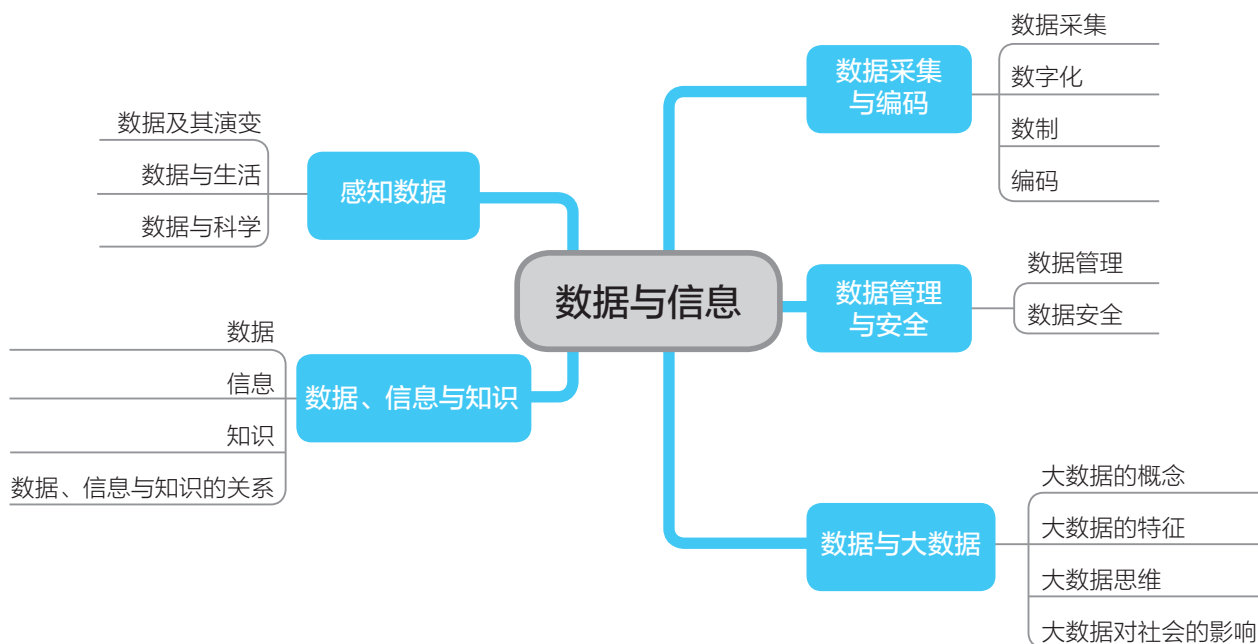 数据与信息
感知数据
数据及其演变
数据与生活
数据与科学
数据、信息与知识
数据
信息
知识
数据、信息与知识的关系
数据采集
与编码
数据采集
数字化
数制
编码
数据管理
与安全
数据管理
数据安全
数据与大数据
大数据的概念
大数据的特征
大数据思维
大数据对社会的影响